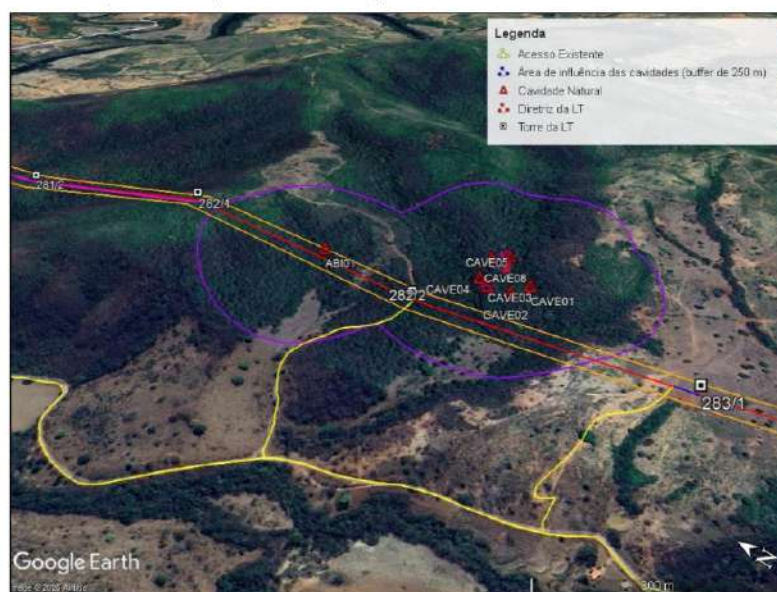 Legenda
Acesso Existente
Área de influência das cavidades (buffer de 250 m)
Cavidade Natural
Diretriz da LT
Torre da LT
281/2
282/1
ABI01
282/2
CAVE05
CAVE04
CAVE03
CAVE01
CAVE02
283/1
Google Earth
300 m
N